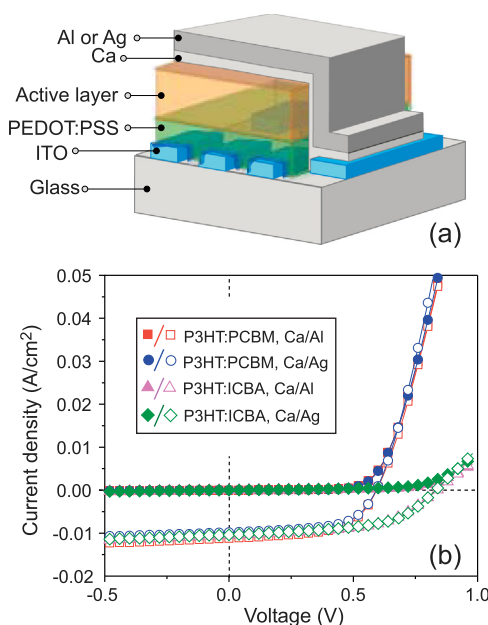 Al or Ag
Ca
Active layer
PEDOT:PSS
ITO
Glass
(a)
0.05
0.04
0.03
0.02
0.01
0.00
-0.01
-0.02
Current density (A/cm²)
P3HT:PCBM, Ca/Al
P3HT:PCBM, Ca/Ag
P3HT:ICBA, Ca/Al
P3HT:ICBA, Ca/Ag
(b)
-0.5 0.0 0.5 1.0
Voltage (V)